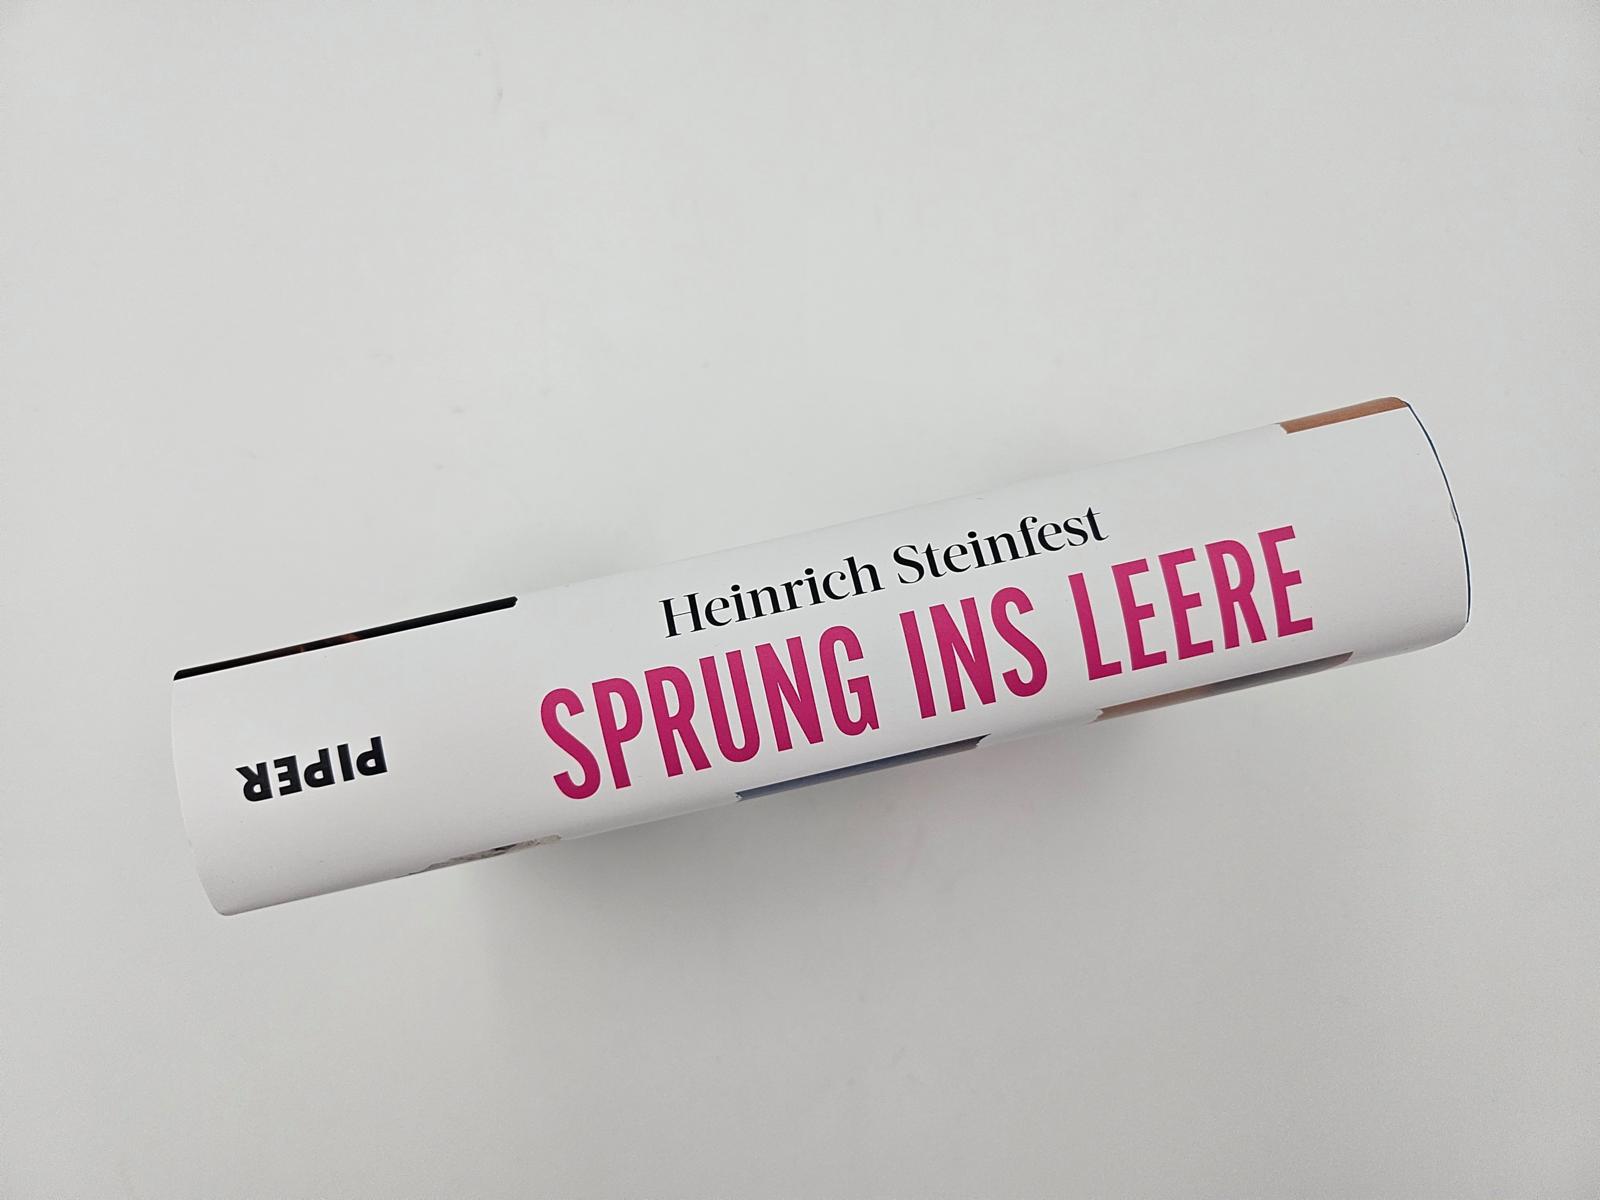 Heinrich Steinfest
SPRUNG INS LEERE
PIPER